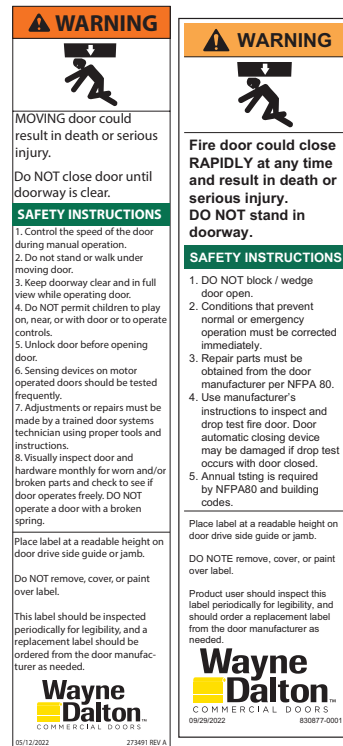 WARNING
MOVING door could
result in death or serious
injury.
Do NOT close door until
doorway is clear.
SAFETY INSTRUCTIONS
1. Control the speed of the door
during manual operation.
2. Do not stand or walk under
moving door.
3. Keep doorway clear and in full
view while operating door.
4. Do NOT permit children to play
on, near, or with door or to operate
controls.
5. Unlock door before opening
door.
6. Sensing devices on motor
operated doors should be tested
frequently.
7. Adjustments or repairs must be
made by a trained door systems
technician using proper tools and
instructions.
8. Visually inspect door and
hardware monthly for worn and/or
broken parts and check to see if
door operates freely. DO NOT
operate a door with a broken
spring.
Place label at a readable height on
door drive side guide or jamb.
Do NOT remove, cover, or paint
over label.
This label should be inspected
periodically for legibility, and a
replacement label should be
ordered from the door manufac-
turer as needed.
Wayne
Dalton
COMMERCIAL DOORS
05/12/2022 273491 REV A
WARNING
Fire door could close
RAPIDLY at any time
and result in death or
serious injury.
DO NOT stand in
doorway.
SAFETY INSTRUCTIONS
1. DO NOT block / wedge
door open.
2. Conditions that prevent
normal or emergency
operation must be corrected
immediately.
3. Repair parts must be
obtained from the door
manufacturer per NFPA 80.
4. Use manufacturer's
instructions to inspect and
drop test fire door. Door
automatic closing device
may be damaged if drop test
occurs with door closed.
5. Annual tsting is required
by NFPA80 and building
codes.
Place label at a readable height on
door drive side guide or jamb.
DO NOTE remove, cover, or paint
over label.
Product user should inspect this
label periodically for legibility, and
should order a replacement label
from the door manufacturer as
needed.
Wayne
Dalton
COMMERCIAL DOORS
09/29/2022 830877-0001